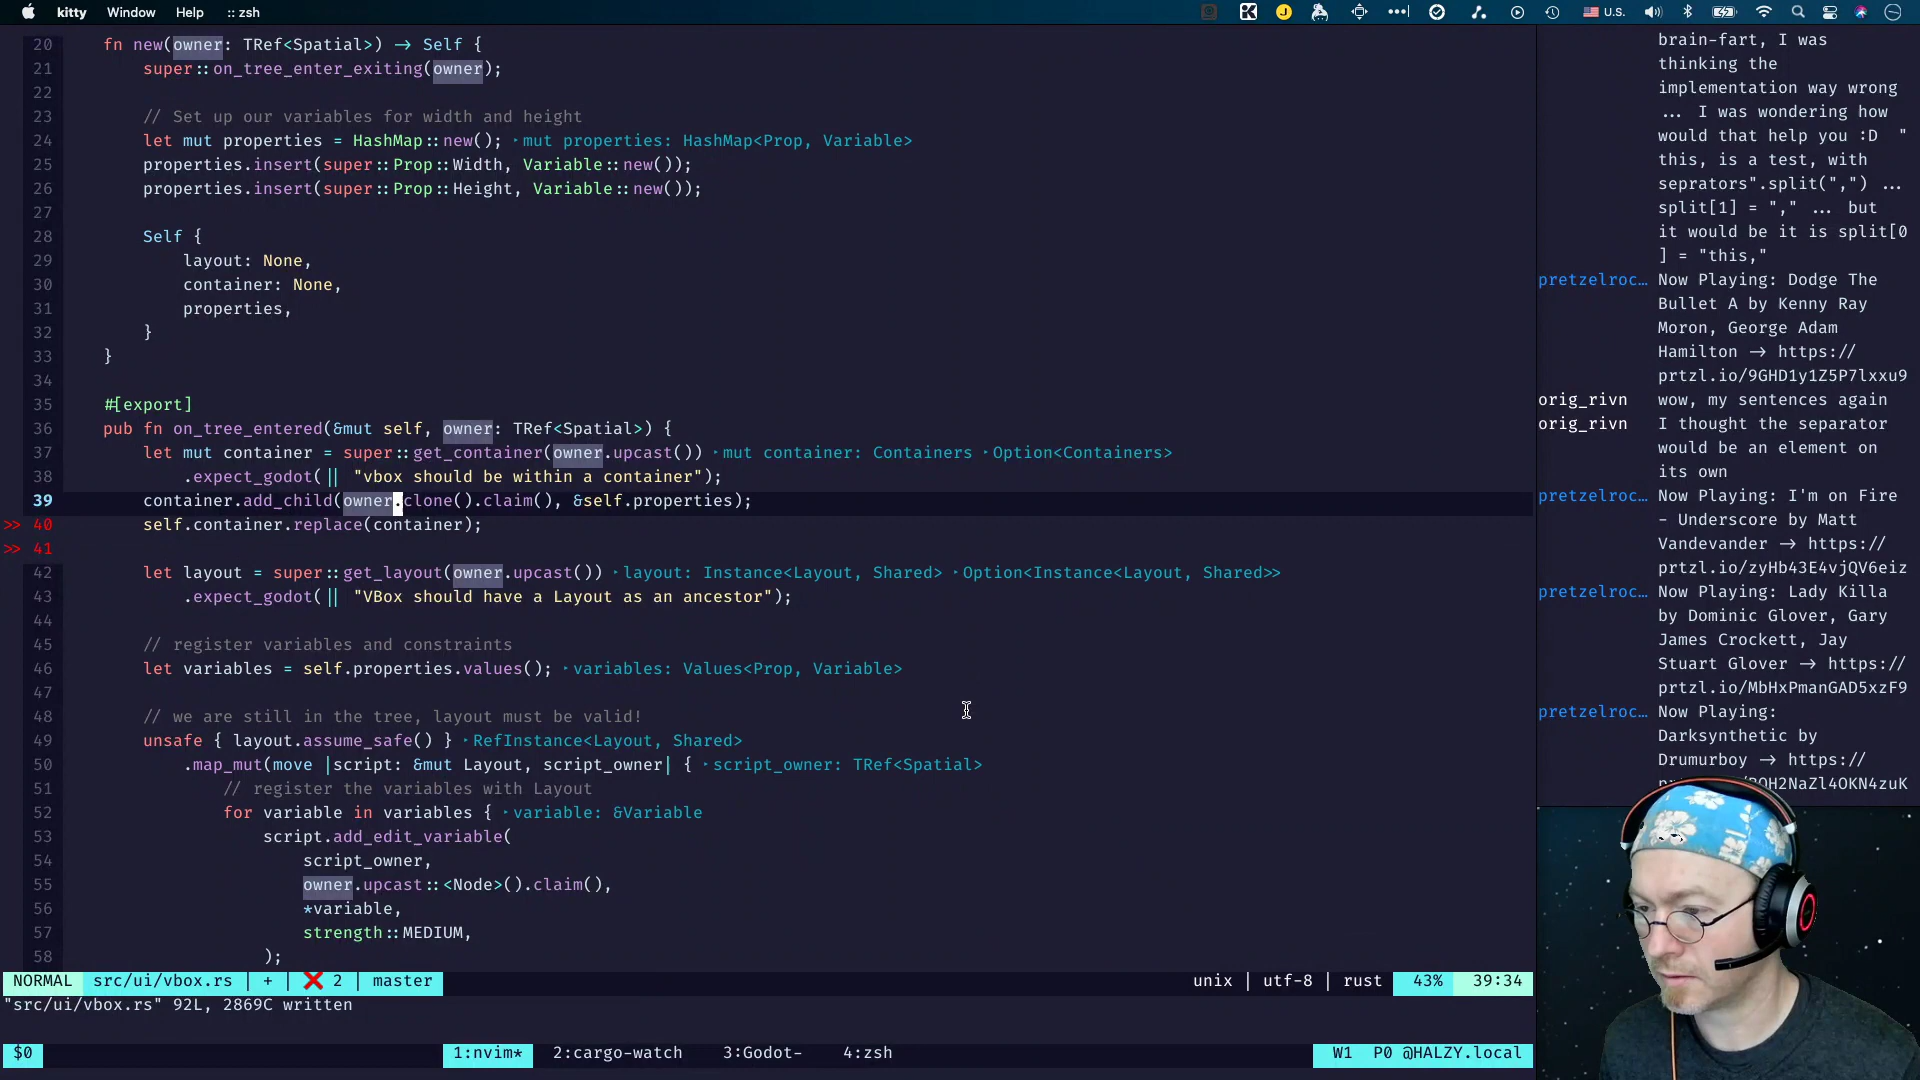 kitty Window Help :: zsh
U.S.
20 fn new(owner: TRef<Spatial>) → Self {
21 super::on_tree_enter_exiting(owner);
22
23 // Set up our variables for width and height
24 let mut properties = HashMap::new(); ‣mut properties: HashMap<Prop, Variable>
25 properties.insert(super::Prop::Width, Variable::new());
26 properties.insert(super::Prop::Height, Variable::new());
27
28 Self {
29 layout: None,
30 container: None,
31 properties,
32 }
33 }
34
35 #[export]
36 pub fn on_tree_entered(&mut self, owner: TRef<Spatial>) {
37 let mut container = super::get_container(owner.upcast()) ‣mut container: Containers ‣Option<Containers>
38 .expect_godot(|| "vbox should be within a container");
39 container.add_child(owner.clone().claim(), &self.properties);
>> 40 self.container.replace(container);
>> 41
42 let layout = super::get_layout(owner.upcast()) ‣layout: Instance<Layout, Shared> ‣Option<Instance<Layout, Shared>>
43 .expect_godot(|| "VBox should have a Layout as an ancestor");
44
45 // register variables and constraints
46 let variables = self.properties.values(); ‣variables: Values<Prop, Variable>
47
48 // we are still in the tree, layout must be valid!
49 unsafe { layout.assume_safe() } ‣RefInstance<Layout, Shared>
50 .map_mut(move |script: &mut Layout, script_owner| { ‣script_owner: TRef<Spatial>
51 // register the variables with Layout
52 for variable in variables { ‣variable: &Variable
53 script.add_edit_variable(
54 script_owner,
55 owner.upcast::<Node>().claim(),
56 *variable,
57 strength::MEDIUM,
58 );
NORMAL src/ui/vbox.rs | + | ❌ 2 | master unix | utf-8 | rust 43% 39:34
"src/ui/vbox.rs" 92L, 2869C written
$0 1:nvim* 2:cargo-watch 3:Godot- 4:zsh W1 P0 @HALZY.local
brain-fart, I was
thinking the
implementation way wrong
... I was wondering how
would that help you :D "
this, is a test, with
seprators".split(",") ...
split[1] = "," ... but
it would be it is split[0
] = "this,"
pretzelroc… Now Playing: Dodge The
Bullet A by Kenny Ray
Moron, George Adam
Hamilton → https://
prtzl.io/9GHD1y1Z5P7lxxu9
orig_rivn wow, my sentences again
orig_rivn I thought the separator
would be an element on
its own
pretzelroc… Now Playing: I'm on Fire
- Underscore by Matt
Vandevander → https://
prtzl.io/zyHb43E4vjQV6eiz
pretzelroc… Now Playing: Lady Killa
by Dominic Glover, Gary
James Crockett, Jay
Stuart Glover → https://
prtzl.io/MbHxPmanGAD5xzF9
pretzelroc… Now Playing:
Darksynthetic by
Drumurboy → https://